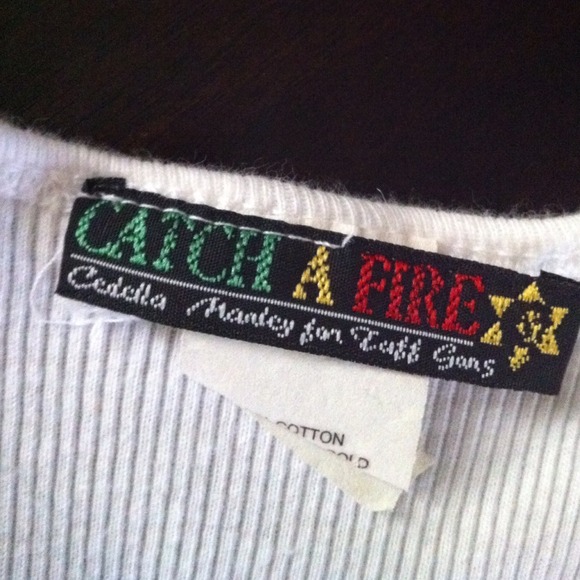 CATCH A FIRE
Cedella Marley for Tuff Gong
COTTON